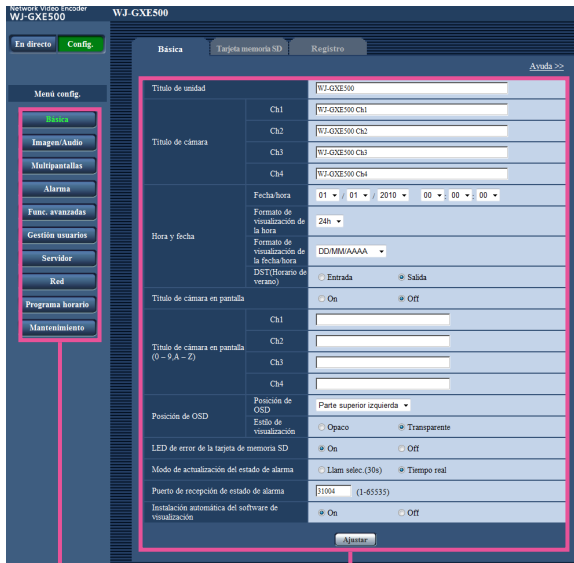 Network Video Encoder
WJ-GXE500
WJ-GXE500
En directo
Config.
Menú config.
Básica
Imagen/Audio
Multipantallas
Alarma
Func. avanzadas
Gestión usuarios
Servidor
Red
Programa horario
Mantenimiento
Básica
Tarjeta memoria SD
Registro
Ayuda >>
Título de unidad
WJ-GXE500
Título de cámara
Ch1
WJ-GXE500 Ch1
Ch2
WJ-GXE500 Ch2
Ch3
WJ-GXE500 Ch3
Ch4
WJ-GXE500 Ch4
Hora y fecha
Fecha/hora
01 / 01 / 2010 00 : 00 : 00
Formato de
visualización de
la hora
24h
Formato de
visualización de
la fecha/hora
DD/MM/AAAA
DST(Horario de
verano)
Entrada
Salida
Título de cámara en pantalla
On
Off
Título de cámara en pantalla
(0 – 9,A – Z)
Ch1
Ch2
Ch3
Ch4
Posición de OSD
Posición de
OSD
Parte superior izquierda
Estilo de
visualización
Opaco
Transparente
LED de error de la tarjeta de memoria SD
On
Off
Modo de actualización del estado de alarma
Llam selec.(30s)
Tiempo real
Puerto de recepción de estado de alarma
31004 (1-65535)
Instalación automática del software de
visualización
On
Off
Ajustar